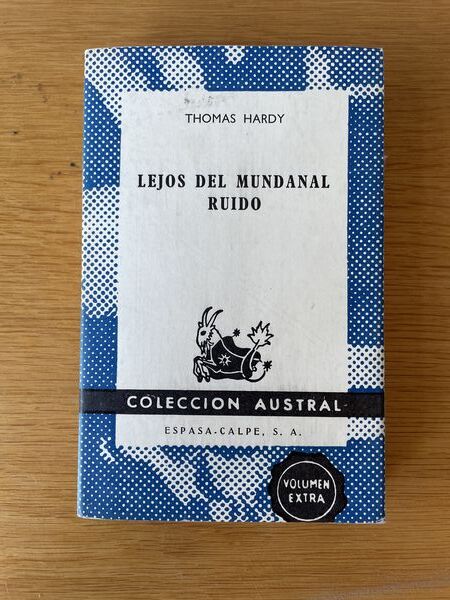 THOMAS HARDY
LEJOS DEL MUNDANAL
RUIDO
COLECCION AUSTRAL
ESPASA-CALPE, S. A.
VOLUMEN
EXTRA